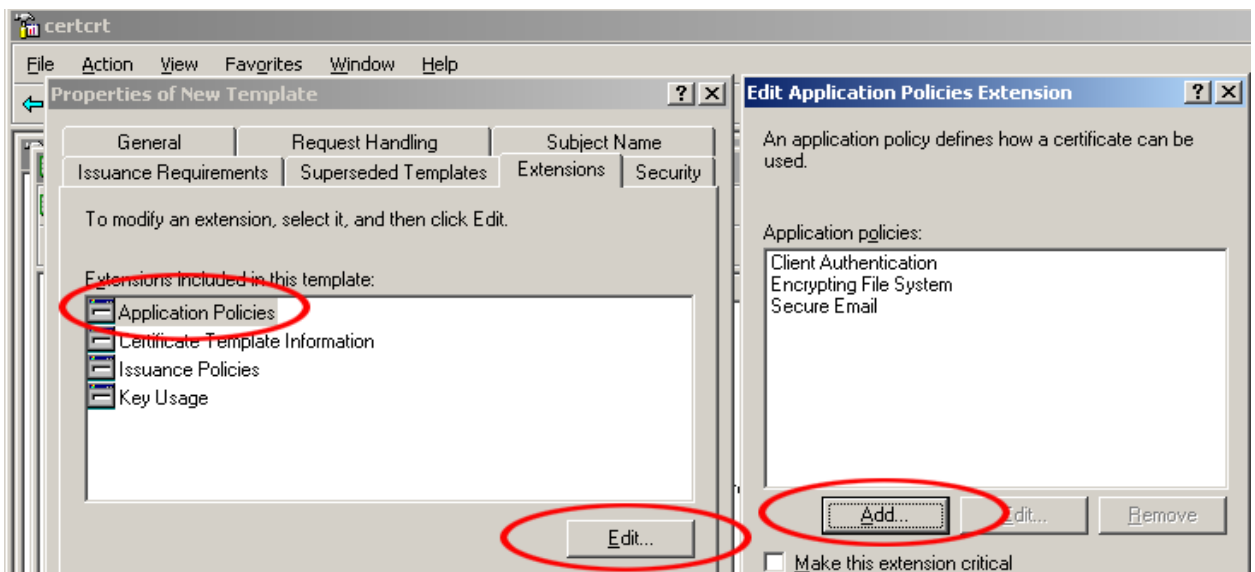 certcrt
File Action View Favorites Window Help
Properties of New Template
General Request Handling Subject Name
Issuance Requirements Superseded Templates Extensions Security
To modify an extension, select it, and then click Edit.
Extensions included in this template:
Application Policies
Certificate Template Information
Issuance Policies
Key Usage
Edit...
Edit Application Policies Extension
An application policy defines how a certificate can be
used.
Application policies:
Client Authentication
Encrypting File System
Secure Email
Add... Edit... Remove
Make this extension critical